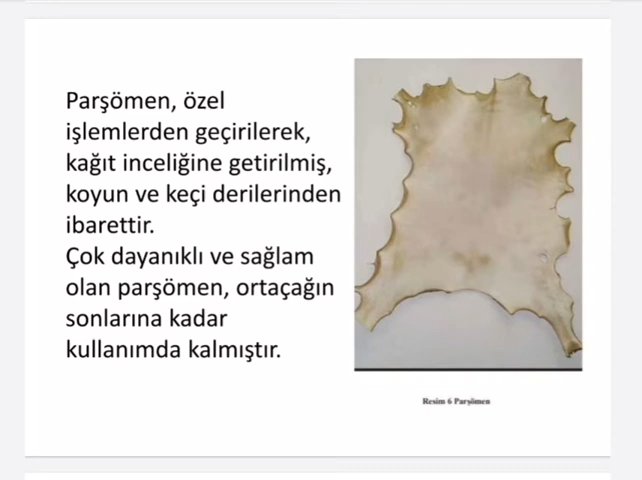 Parşömen, özel
işlemlerden geçirilerek,
kağıt inceliğine getirilmiş,
koyun ve keçi derilerinden
ibarettir.
Çok dayanıklı ve sağlam
olan parşömen, ortaçağın
sonlarına kadar
kullanımda kalmıştır.
Resim 6 Parşömen